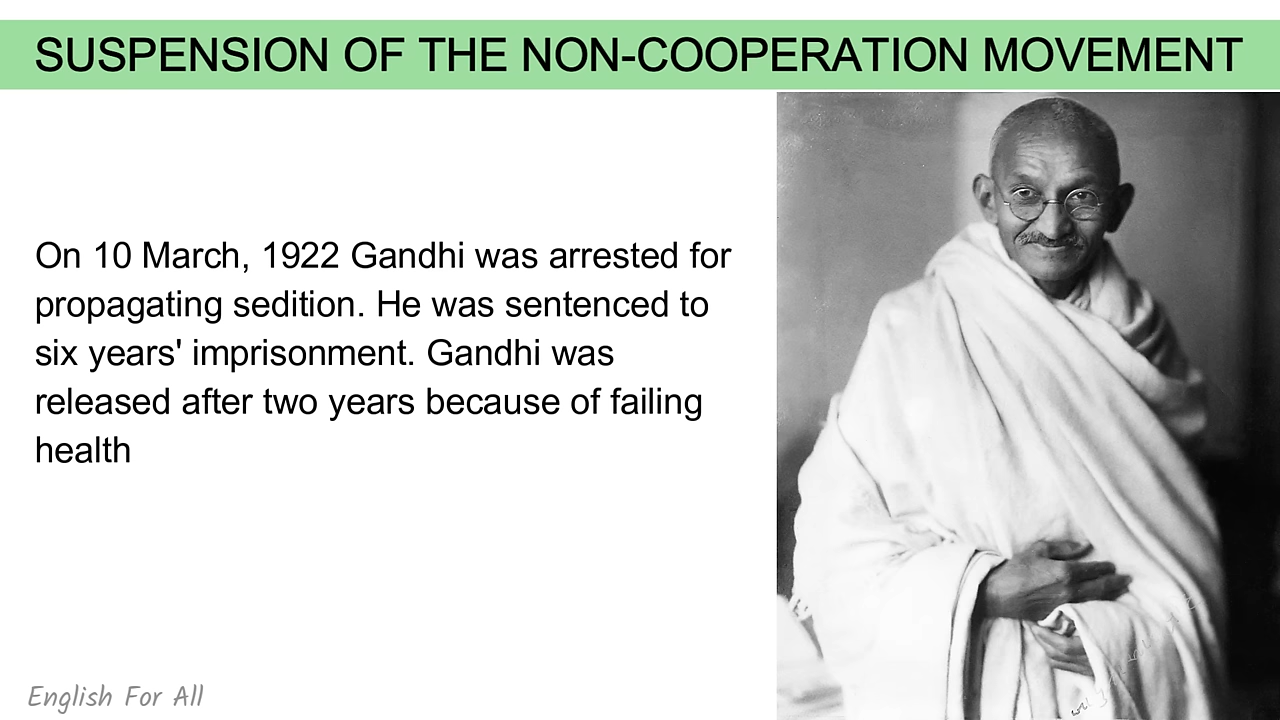 SUSPENSION OF THE NON-COOPERATION MOVEMENT
On 10 March, 1922 Gandhi was arrested for
propagating sedition. He was sentenced to
six years' imprisonment. Gandhi was
released after two years because of failing
health
English For All